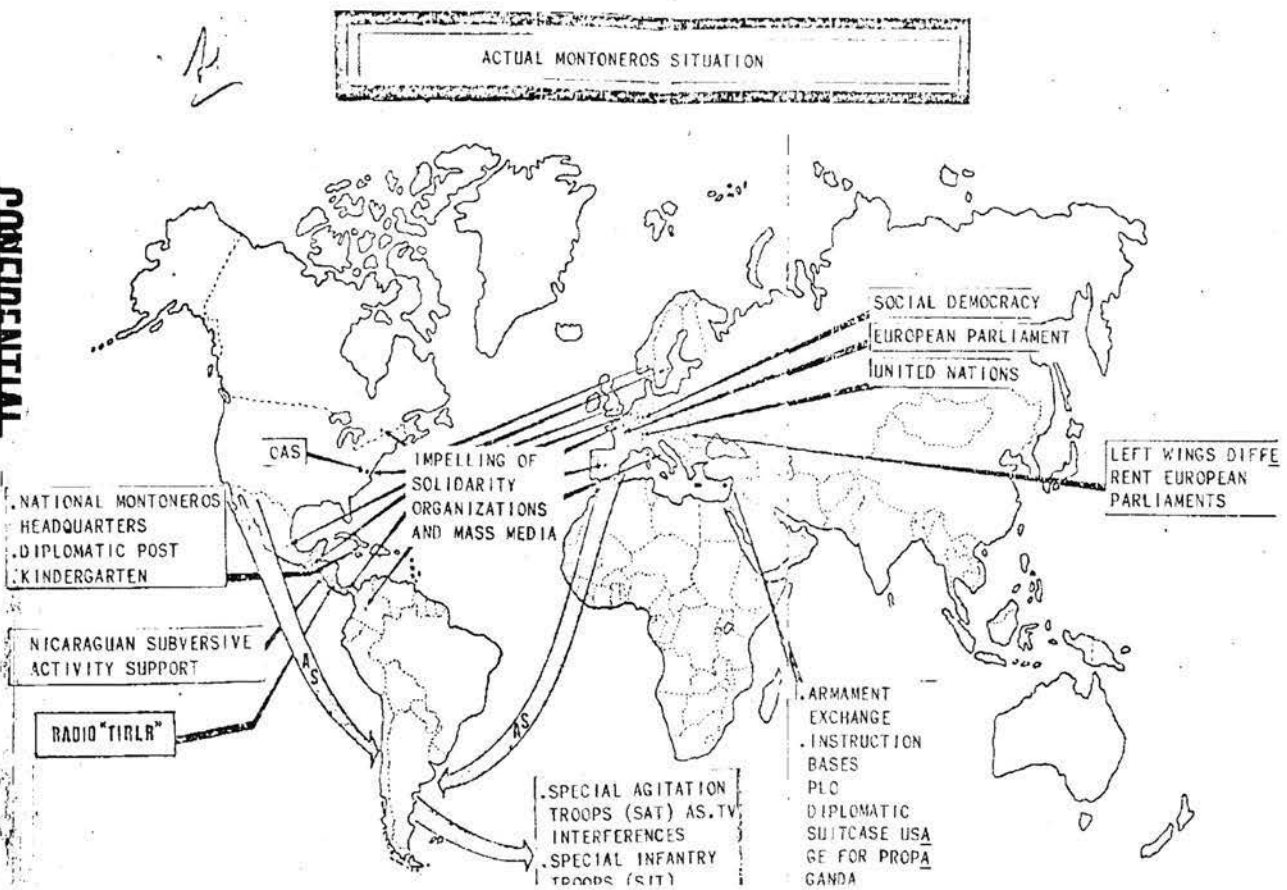 ACTUAL MONTONEROS SITUATION
CONFIDENTIAL
SOCIAL DEMOCRACY
EUROPEAN PARLIAMENT
UNITED NATIONS
OAS
IMPELLING OF
SOLIDARITY
ORGANIZATIONS
AND MASS MEDIA
LEFT WINGS DIFFE
RENT EUROPEAN
PARLIAMENTS
.NATIONAL MONTONEROS
HEADQUARTERS
.DIPLOMATIC POST
.KINDERGARTEN
NICARAGUAN SUBVERSIVE
ACTIVITY SUPPORT
RADIO "TIRLR"
AS
AS
.SPECIAL AGITATION
TROOPS (SAT) AS.TV
INTERFERENCES
.SPECIAL INFANTRY
TROOPS (SIT)
.ARMAMENT
EXCHANGE
.INSTRUCTION
BASES
PLO
DIPLOMATIC
SUITCASE USA
GE FOR PROPA
GANDA